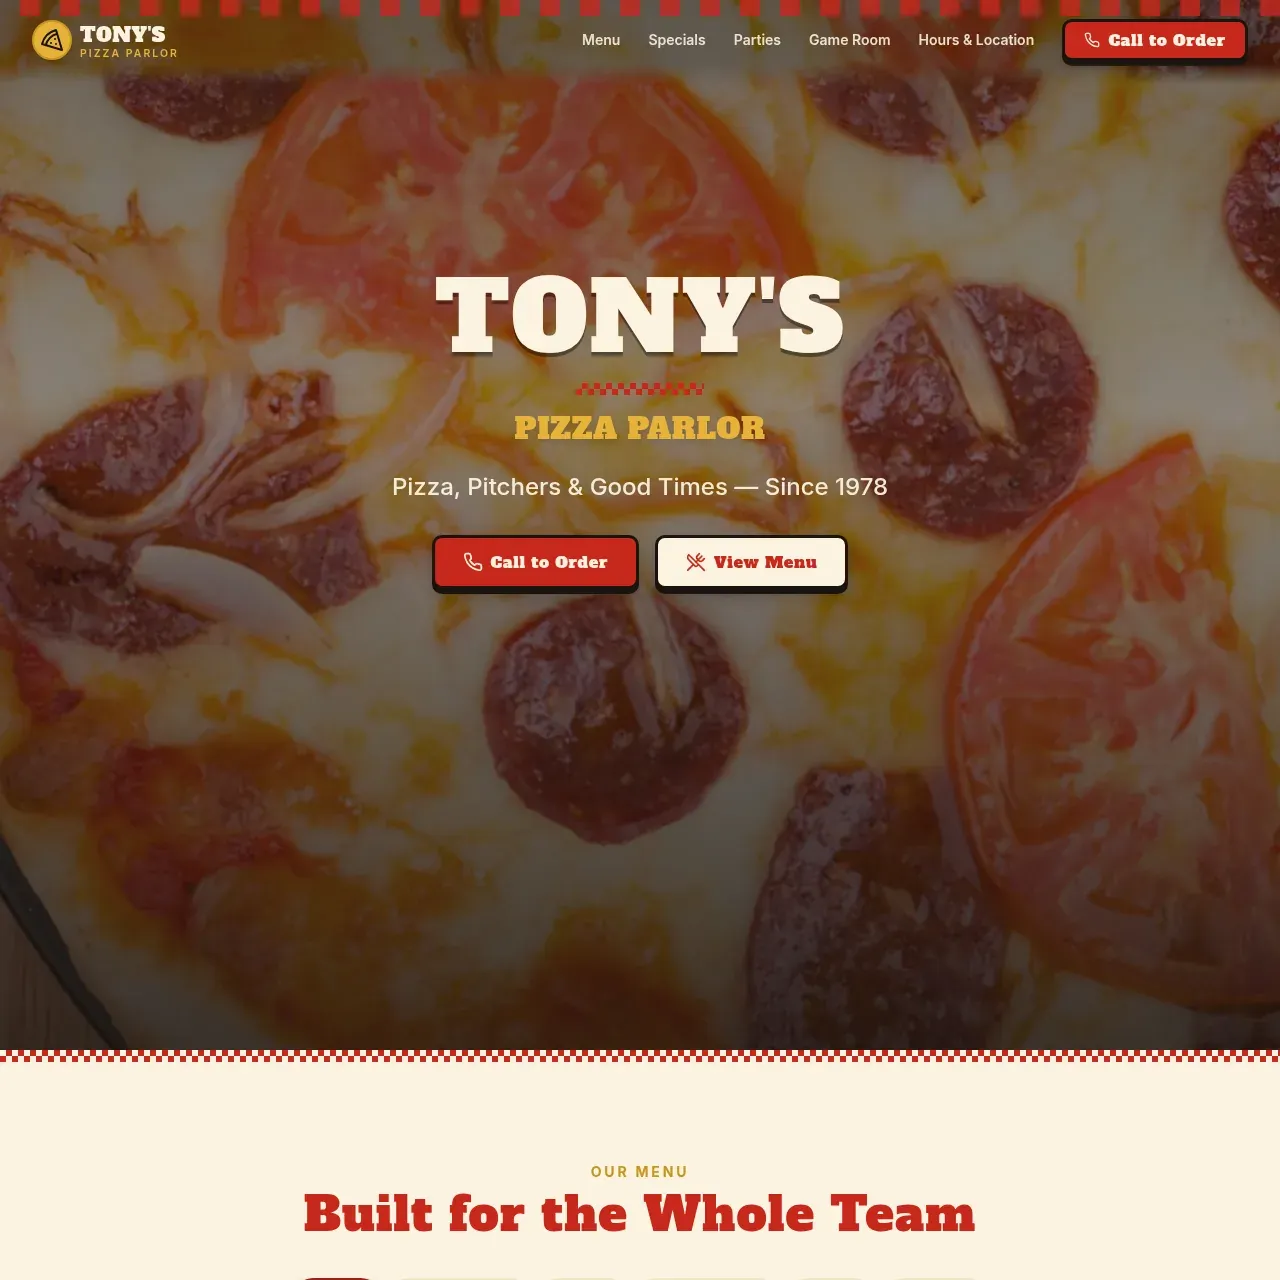 TONY'S
PIZZA PARLOR
Menu
Specials
Parties
Game Room
Hours & Location
Call to Order
TONY'S
PIZZA PARLOR
Pizza, Pitchers & Good Times — Since 1978
Call to Order
View Menu
OUR MENU
Built for the Whole Team